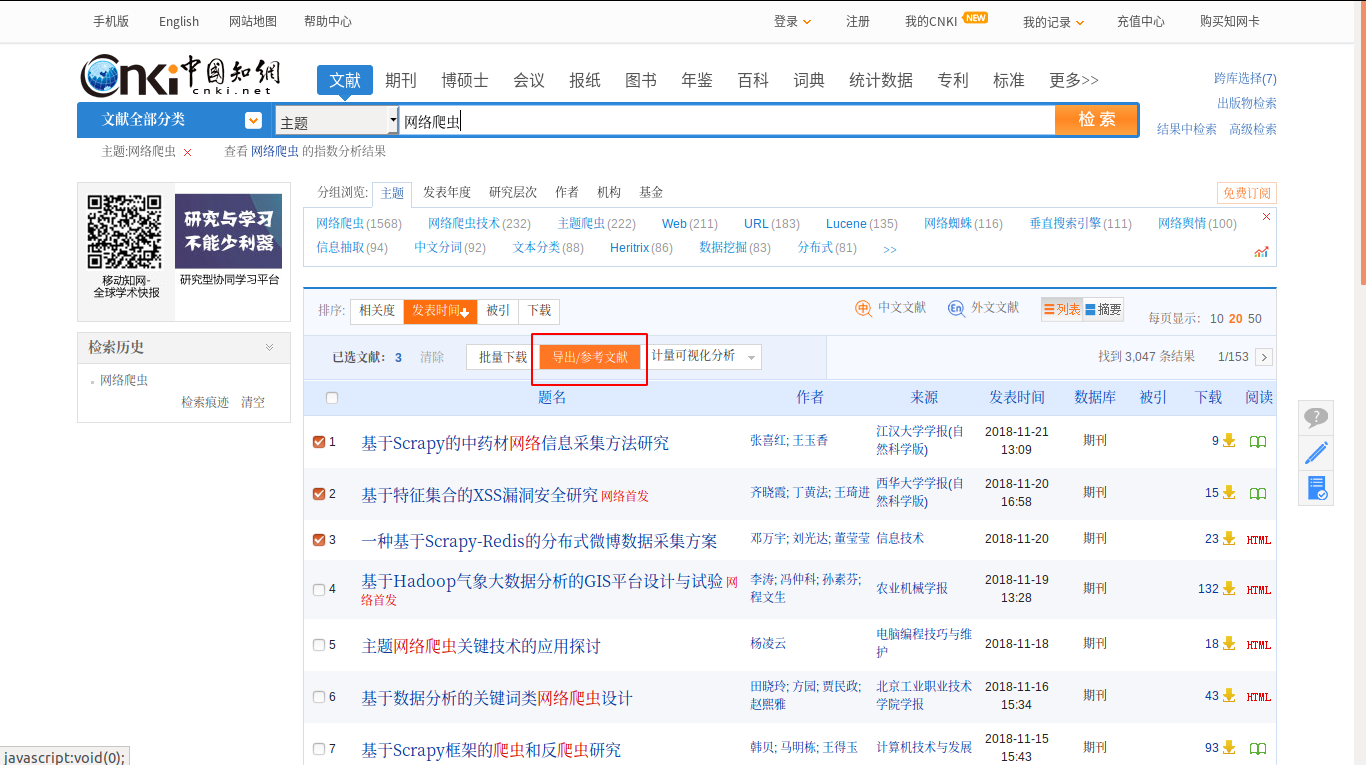 手机版 English 网站地图 帮助中心 登录 注册 我的CNKI NEW 我的记录 充值中心 购买知网卡
Cnki 中国知网
cnki.net
文献 期刊 博硕士 会议 报纸 图书 年鉴 百科 词典 统计数据 专利 标准 更多>>
跨库选择(7)
出版物检索
文献全部分类 主题 网络爬虫 检 索
结果中检索 高级检索
主题:网络爬虫 × 查看 网络爬虫 的指数分析结果
研究与学习
不能少利器
移动知网-
全球学术快报
研究型协同学习平台
检索历史
网络爬虫
检索痕迹 清空
分组浏览: 主题 发表年度 研究层次 作者 机构 基金 免费订阅
网络爬虫(1568) 网络爬虫技术(232) 主题爬虫(222) Web(211) URL(183) Lucene(135) 网络蜘蛛(116) 垂直搜索引擎(111) 网络舆情(100)
信息抽取(94) 中文分词(92) 文本分类(88) Heritrix(86) 数据挖掘(83) 分布式(81) >>
排序: 相关度 发表时间 被引 下载 中 中文文献 En 外文文献 列表 摘要 每页显示: 10 20 50
已选文献: 3 清除 批量下载 导出/参考文献 计量可视化分析 找到 3,047 条结果 1/153 >
题名 作者 来源 发表时间 数据库 被引 下载 阅读
1 基于Scrapy的中药材网络信息采集方法研究 张喜红; 王玉香 江汉大学学报(自
然科学版) 2018-11-21
13:09 期刊 9
2 基于特征集合的XSS漏洞安全研究 网络首发 齐晓霞; 丁黄法; 王琦进 西华大学学报(自
然科学版) 2018-11-20
16:58 期刊 15
3 一种基于Scrapy-Redis的分布式微博数据采集方案 邓万宇; 刘光达; 董莹莹 信息技术 2018-11-20 期刊 23 HTML
4 基于Hadoop气象大数据分析的GIS平台设计与试验 网
络首发 李涛; 冯仲科; 孙素芬;
程文生 农业机械学报 2018-11-19
13:28 期刊 132 HTML
5 主题网络爬虫关键技术的应用探讨 杨凌云 电脑编程技巧与维
护 2018-11-18 期刊 18 HTML
6 基于数据分析的关键词类网络爬虫设计 田晓玲; 方园; 贾民政;
赵熙雅 北京工业职业技术
学院学报 2018-11-16
15:34 期刊 43 HTML
7 基于Scrapy框架的爬虫和反爬虫研究 韩贝; 马明栋; 王得玉 计算机技术与发展 2018-11-15
15:43 期刊 93
javascript:void(0);